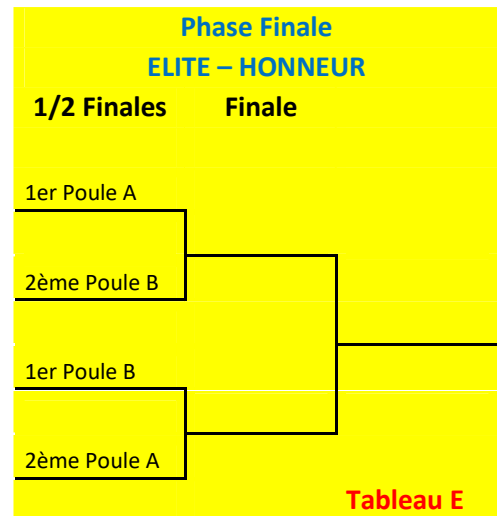 Phase Finale
ELITE – HONNEUR
1/2 Finales Finale
1er Poule A
2ème Poule B
1er Poule B
2ème Poule A
Tableau E